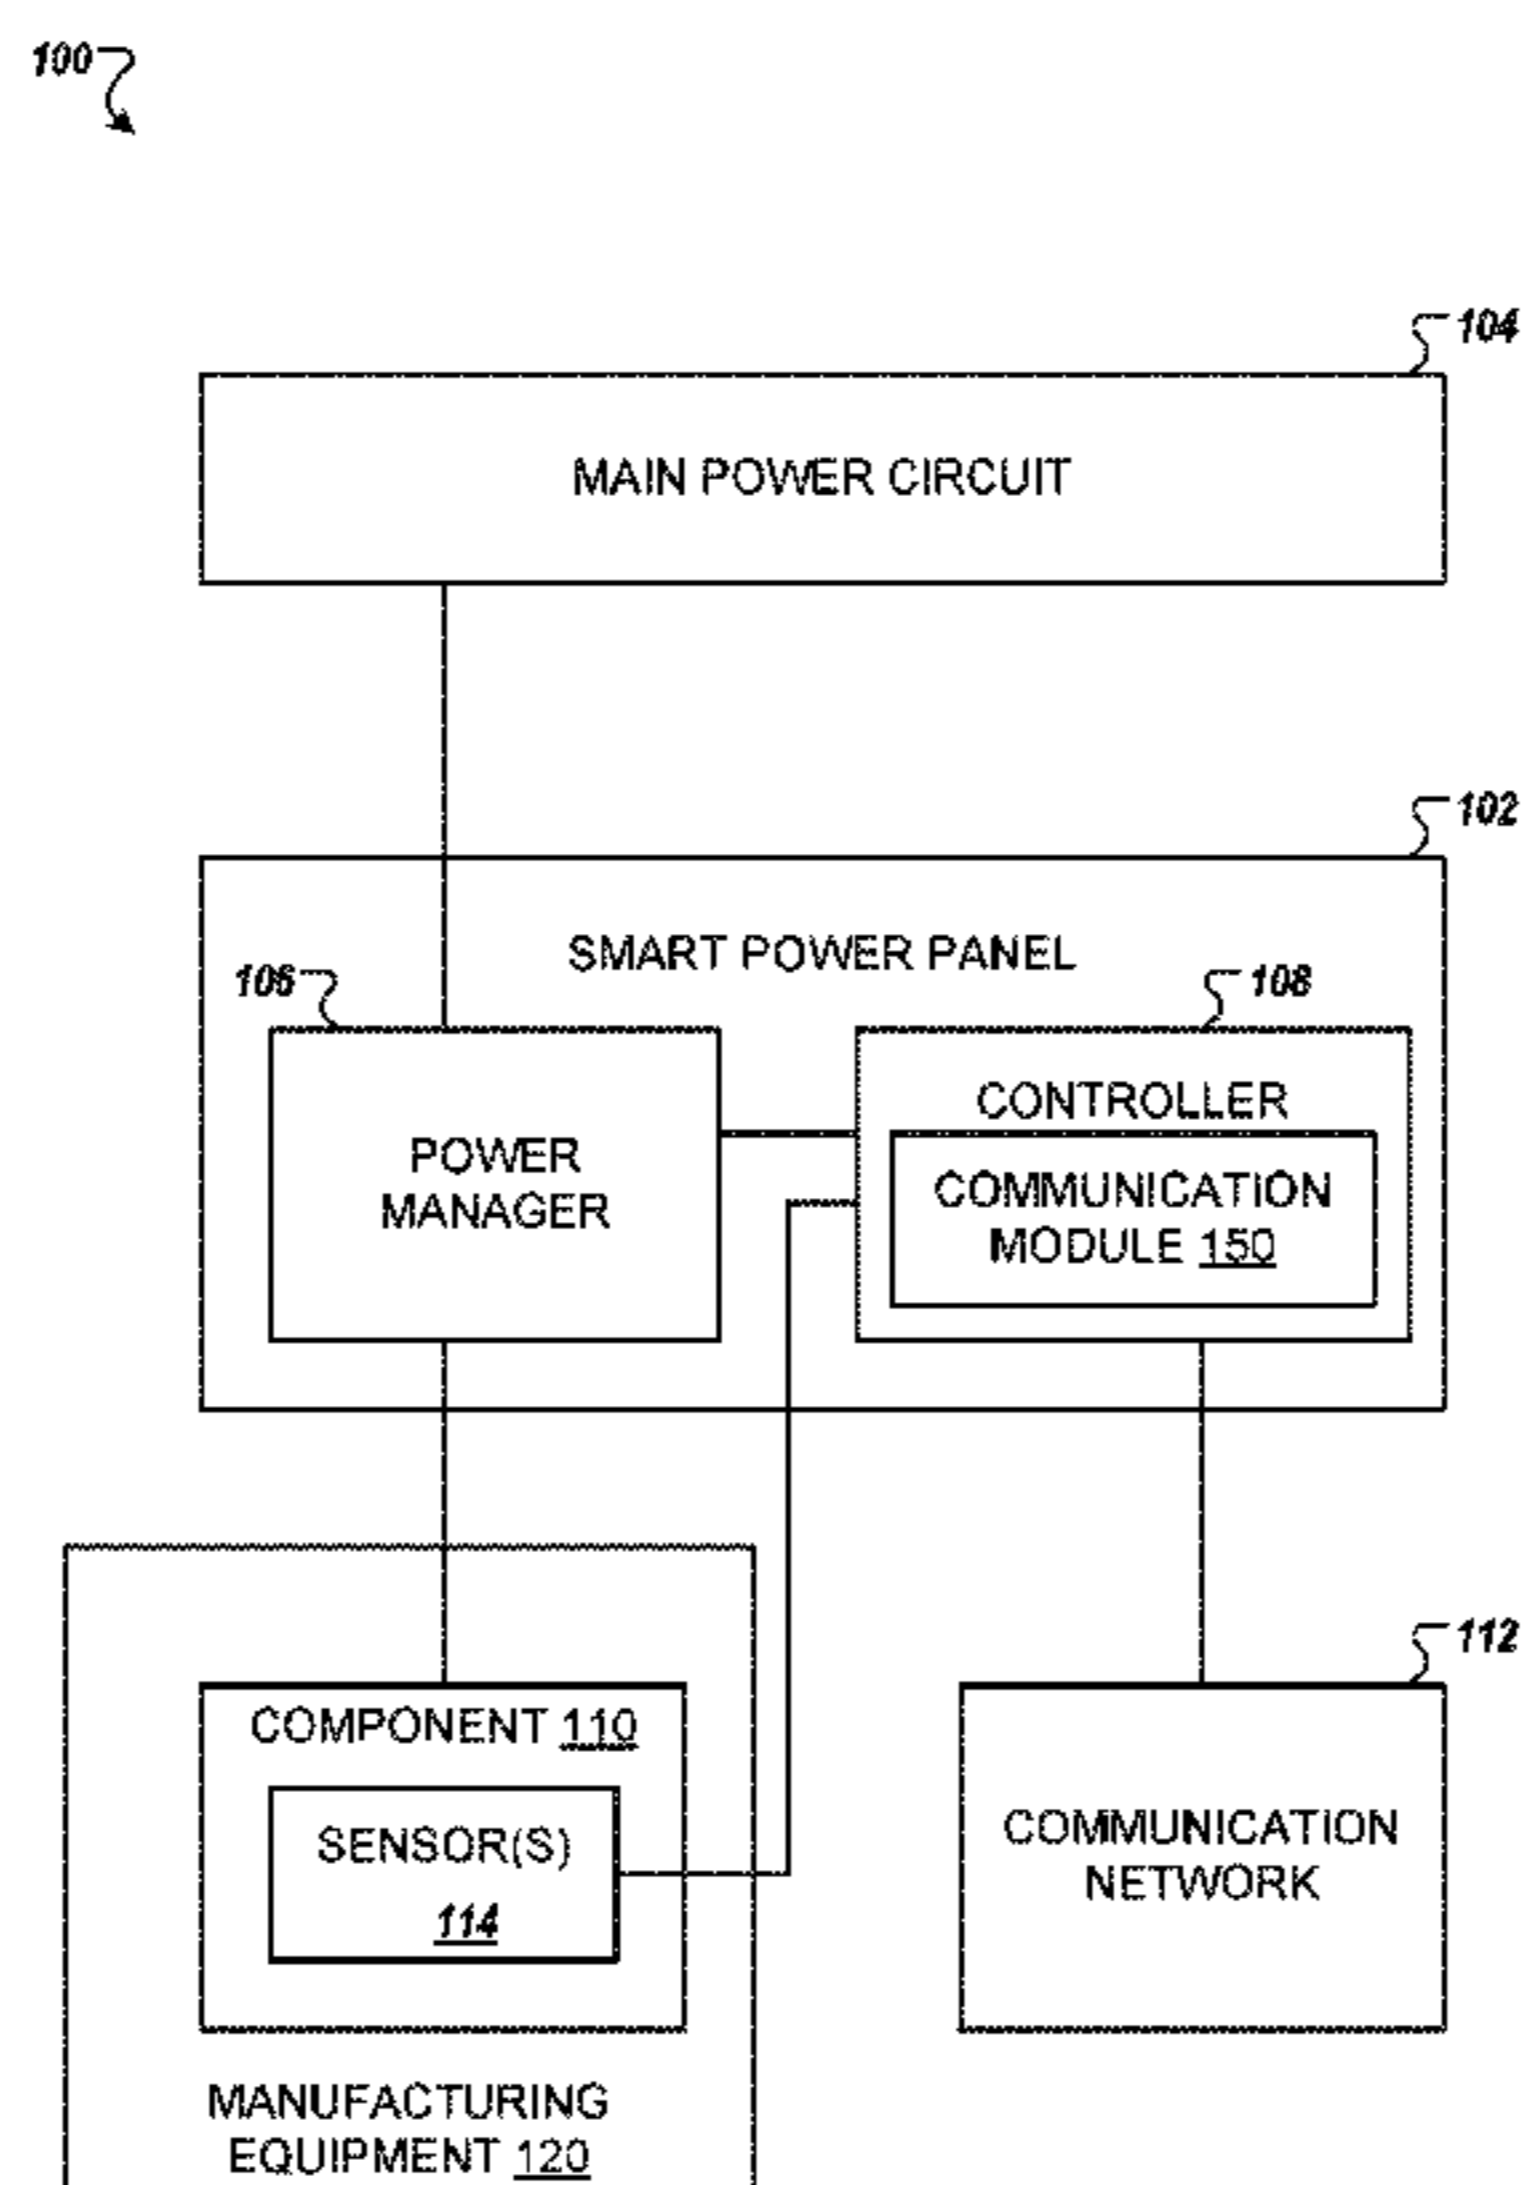 100
104
MAIN POWER CIRCUIT
102
SMART POWER PANEL
106
108
CONTROLLER
POWER
MANAGER
COMMUNICATION
MODULE 150
112
COMPONENT 110
SENSOR(S)
114
COMMUNICATION
NETWORK
MANUFACTURING
EQUIPMENT 120